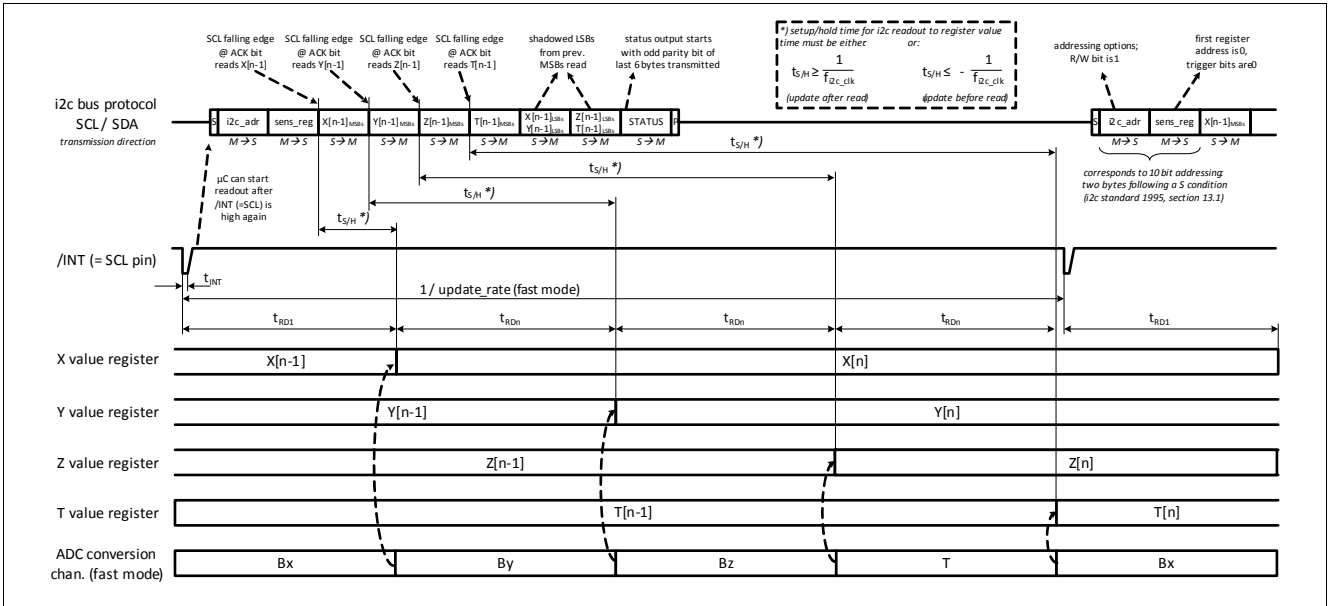 SCL falling edge
@ ACK bit
reads X[n-1]
SCL falling edge
@ ACK bit
reads Y[n-1]
SCL falling edge
@ ACK bit
reads Z[n-1]
SCL falling edge
@ ACK bit
reads T[n-1]
shadowed LSBs
from prev.
MSBs read
status output starts
with odd parity bit of
last 6 bytes transmitted
*) setup/hold time for i2c readout to register value
time must be either: or:
tS/H ≥ 1 / fi2c_clk tS/H ≤ - 1 / fi2c_clk
(update after read) (update before read)
addressing options;
R/W bit is 1
first register
address is 0,
trigger bits are 0
i2c bus protocol
SCL/ SDA
transmission direction
S i2c_adr sens_reg X[n-1]MSBs Y[n-1]MSBs Z[n-1]MSBs T[n-1]MSBs X[n-1]LSBs Y[n-1]LSBs Z[n-1]LSBs T[n-1]LSBs STATUS P
S i2c_adr sens_reg X[n-1]MSBs
M→S M→S S→M S→M S→M S→M S→M S→M S→M
M→S M→S S→M
tS/H *)
tS/H *)
tS/H *)
tS/H *)
µC can start
readout after
/INT (=SCL) is
high again
corresponds to 10 bit addressing:
two bytes following a S condition
(i2c standard 1995, section 13.1)
/INT (= SCL pin)
tINT
1/ update_rate (fast mode)
tRD1 tRDn tRDn tRDn tRD1
X value register X[n-1] X[n]
Y value register Y[n-1] Y[n]
Z value register Z[n-1] Z[n]
T value register T[n-1] T[n]
ADC conversion
chan. (fast mode)
Bx By Bz T Bx